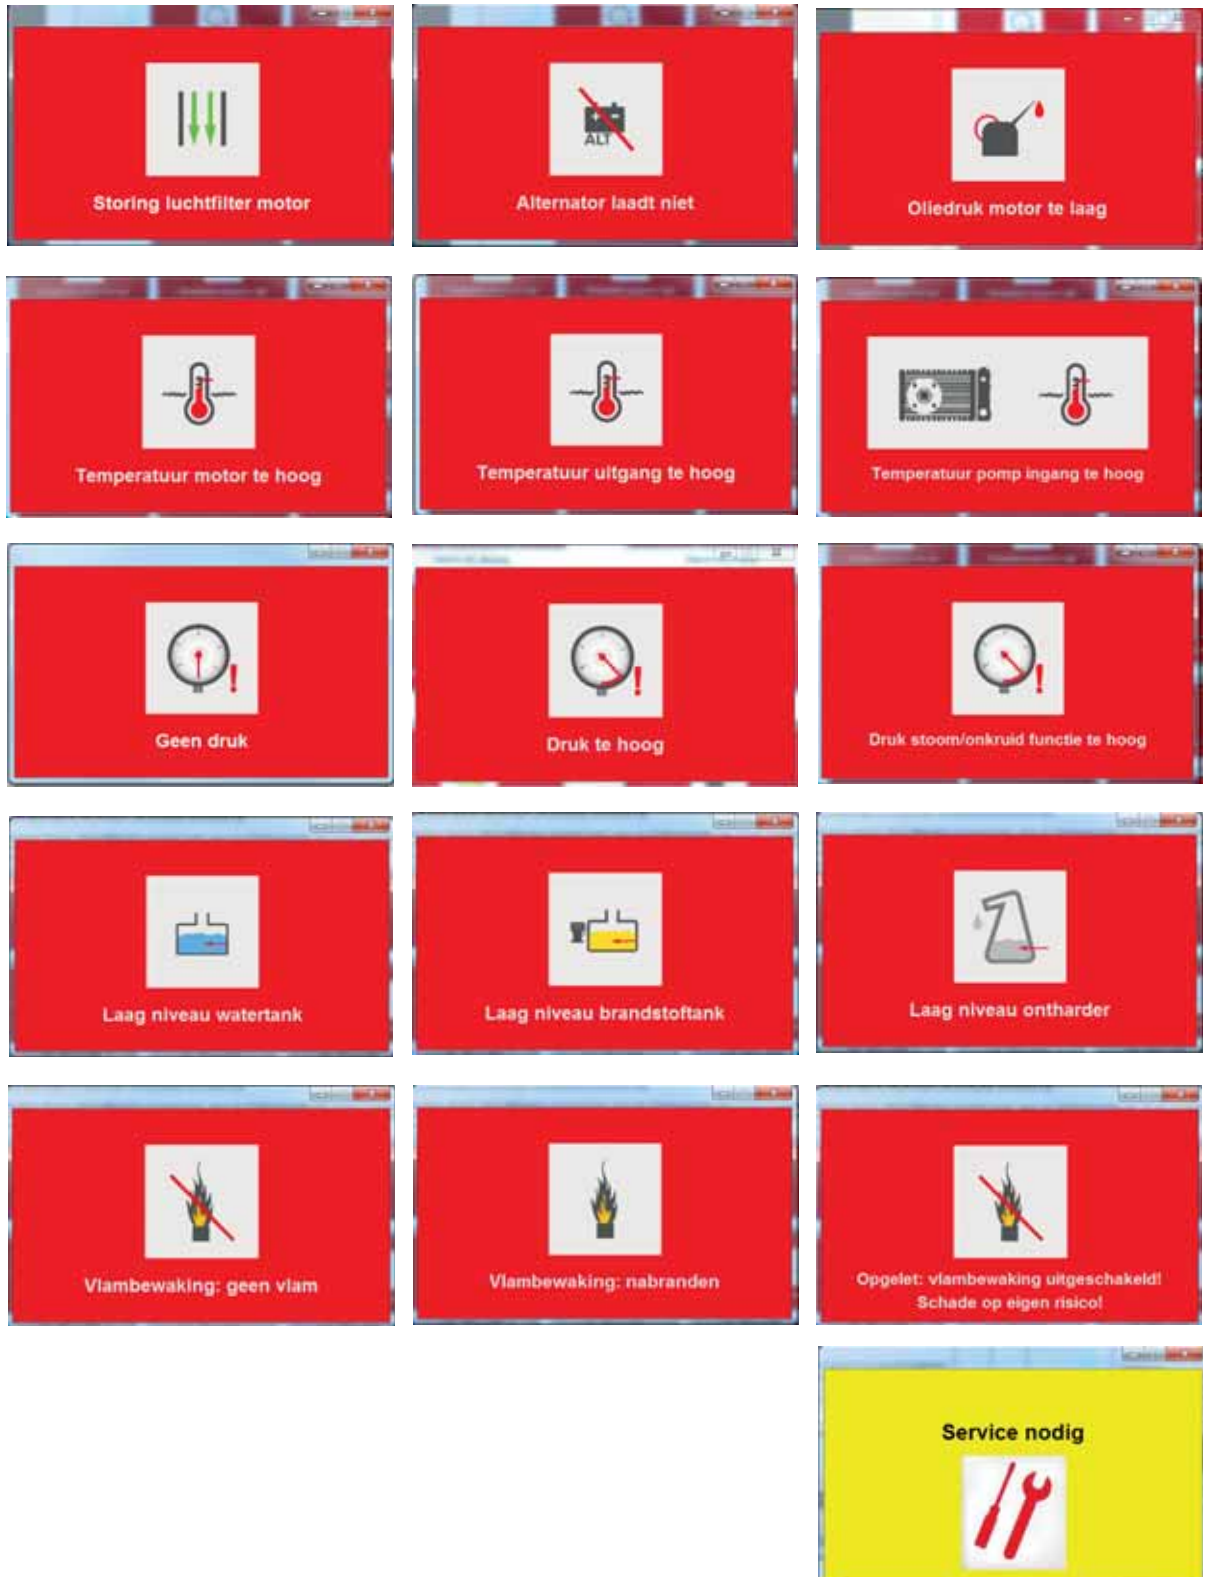 Storing luchtfilter motor
ALT
Alternator laadt niet
Oliedruk motor te laag
Temperatuur motor te hoog
Temperatuur uitgang te hoog
Temperatuur pomp ingang te hoog
Geen druk
Druk te hoog
Druk stoom/onkruid functie te hoog
Laag niveau watertank
Laag niveau brandstoftank
Laag niveau ontharder
Vlambewaking: geen vlam
Vlambewaking: nabranden
Opgelet: vlambewaking uitgeschakeld!
Schade op eigen risico!
Service nodig